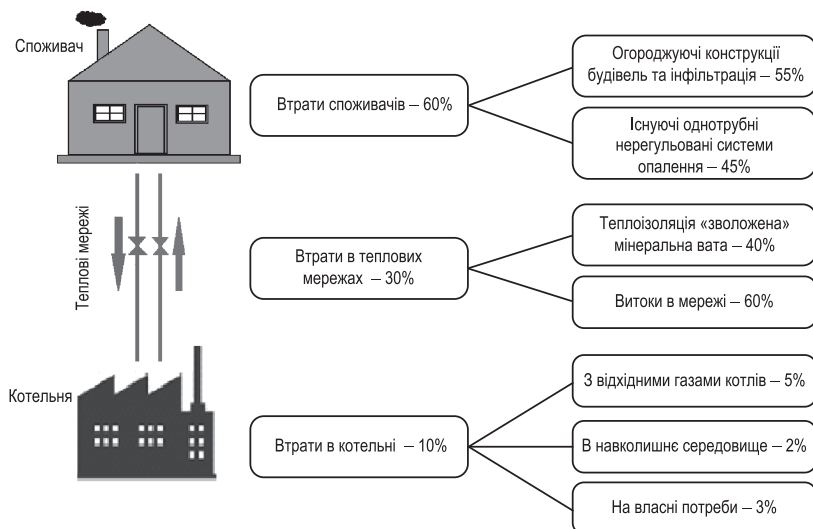 Споживач
Втрати споживачів – 60%
Огороджуючі конструкції
будівель та інфільтрація – 55%
Існуючі однотрубні
нерегульовані системи
опалення – 45%
Теплові мережі
Втрати в теплових
мережах – 30%
Теплоізоляція «зволожена»
мінеральна вата – 40%
Витоки в мережі – 60%
Котельня
Втрати в котельні – 10%
З відхідними газами котлів – 5%
В навколишнє середовище – 2%
На власні потреби – 3%